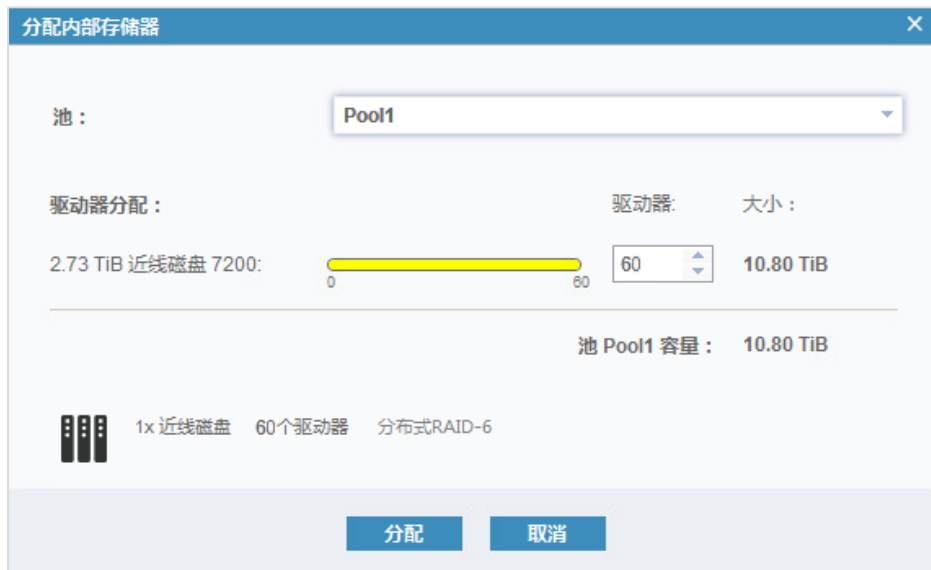 分配内部存储器
池： Pool1
驱动器分配： 驱动器: 大小：
2.73 TiB 近线磁盘 7200: 60 10.80 TiB
0 60
池 Pool1 容量： 10.80 TiB
1x 近线磁盘 60个驱动器 分布式RAID-6
分配 取消